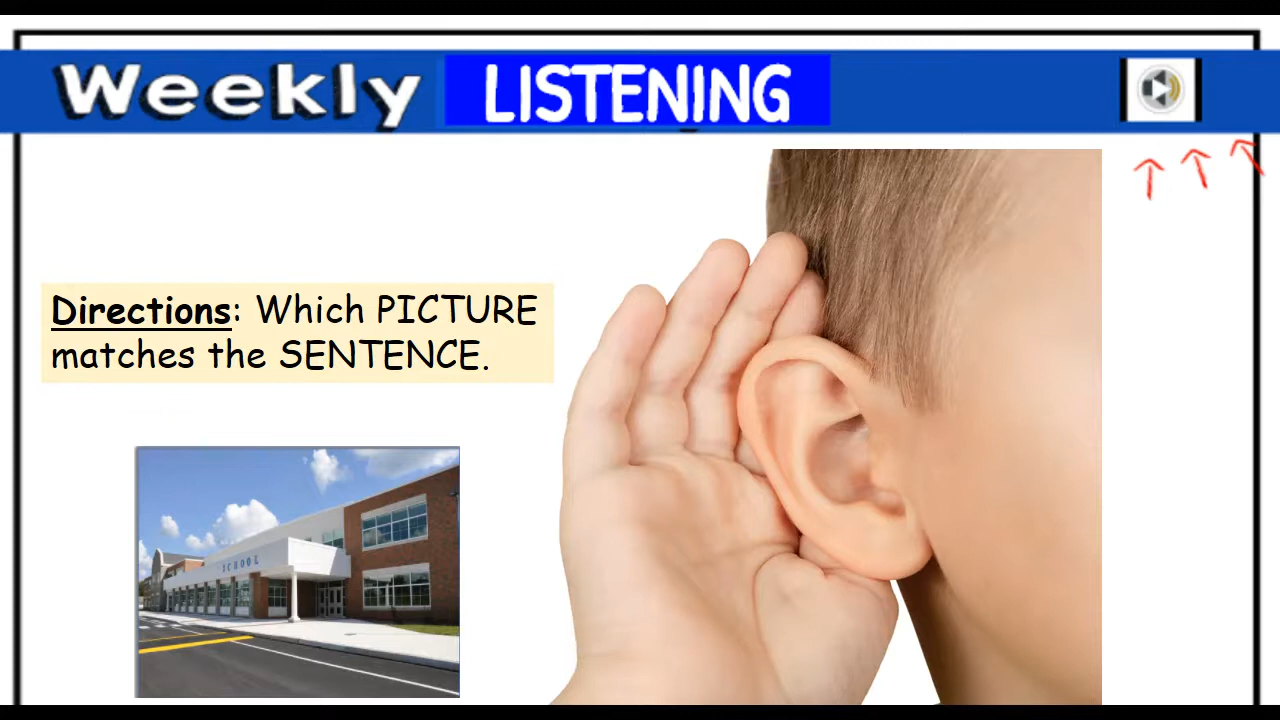 Weekly LISTENING
Directions: Which PICTURE
matches the SENTENCE.
SCHOOL